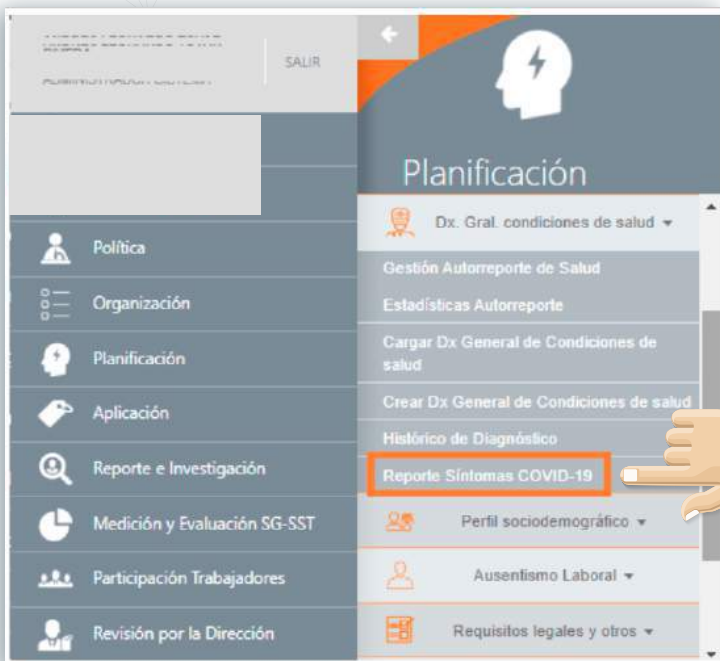 SALIR
Política
Organización
Planificación
Aplicación
Reporte e Investigación
Medición y Evaluación SG-SST
Participación Trabajadores
Revisión por la Dirección
Planificación
Dx. Gral. condiciones de salud
Gestión Autorreporte de Salud
Estadísticas Autorreporte
Cargar Dx General de Condiciones de
salud
Crear Dx General de Condiciones de salud
Histórico de Diagnóstico
Reporte Síntomas COVID-19
Perfil sociodemográfico
Ausentismo Laboral
Requisitos legales y otros